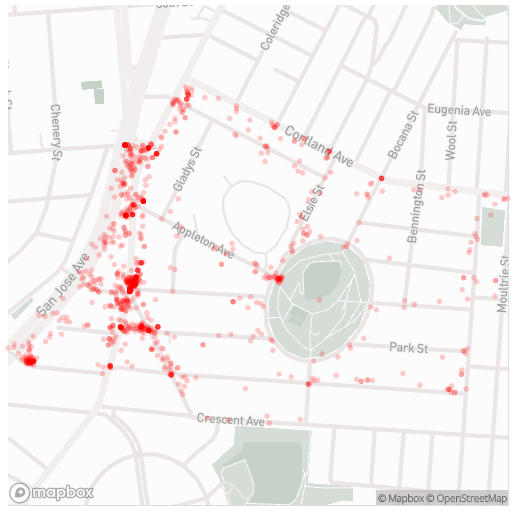 Coleridge
Eugenia Ave
Chenery St
Cortland Ave
Bocana St
Wool St
Gladys St
Elsie St
Bennington St
Appleton Ave
San Jose Ave
Moultrie St
Park St
Crescent Ave
mapbox
© Mapbox © OpenStreetMap